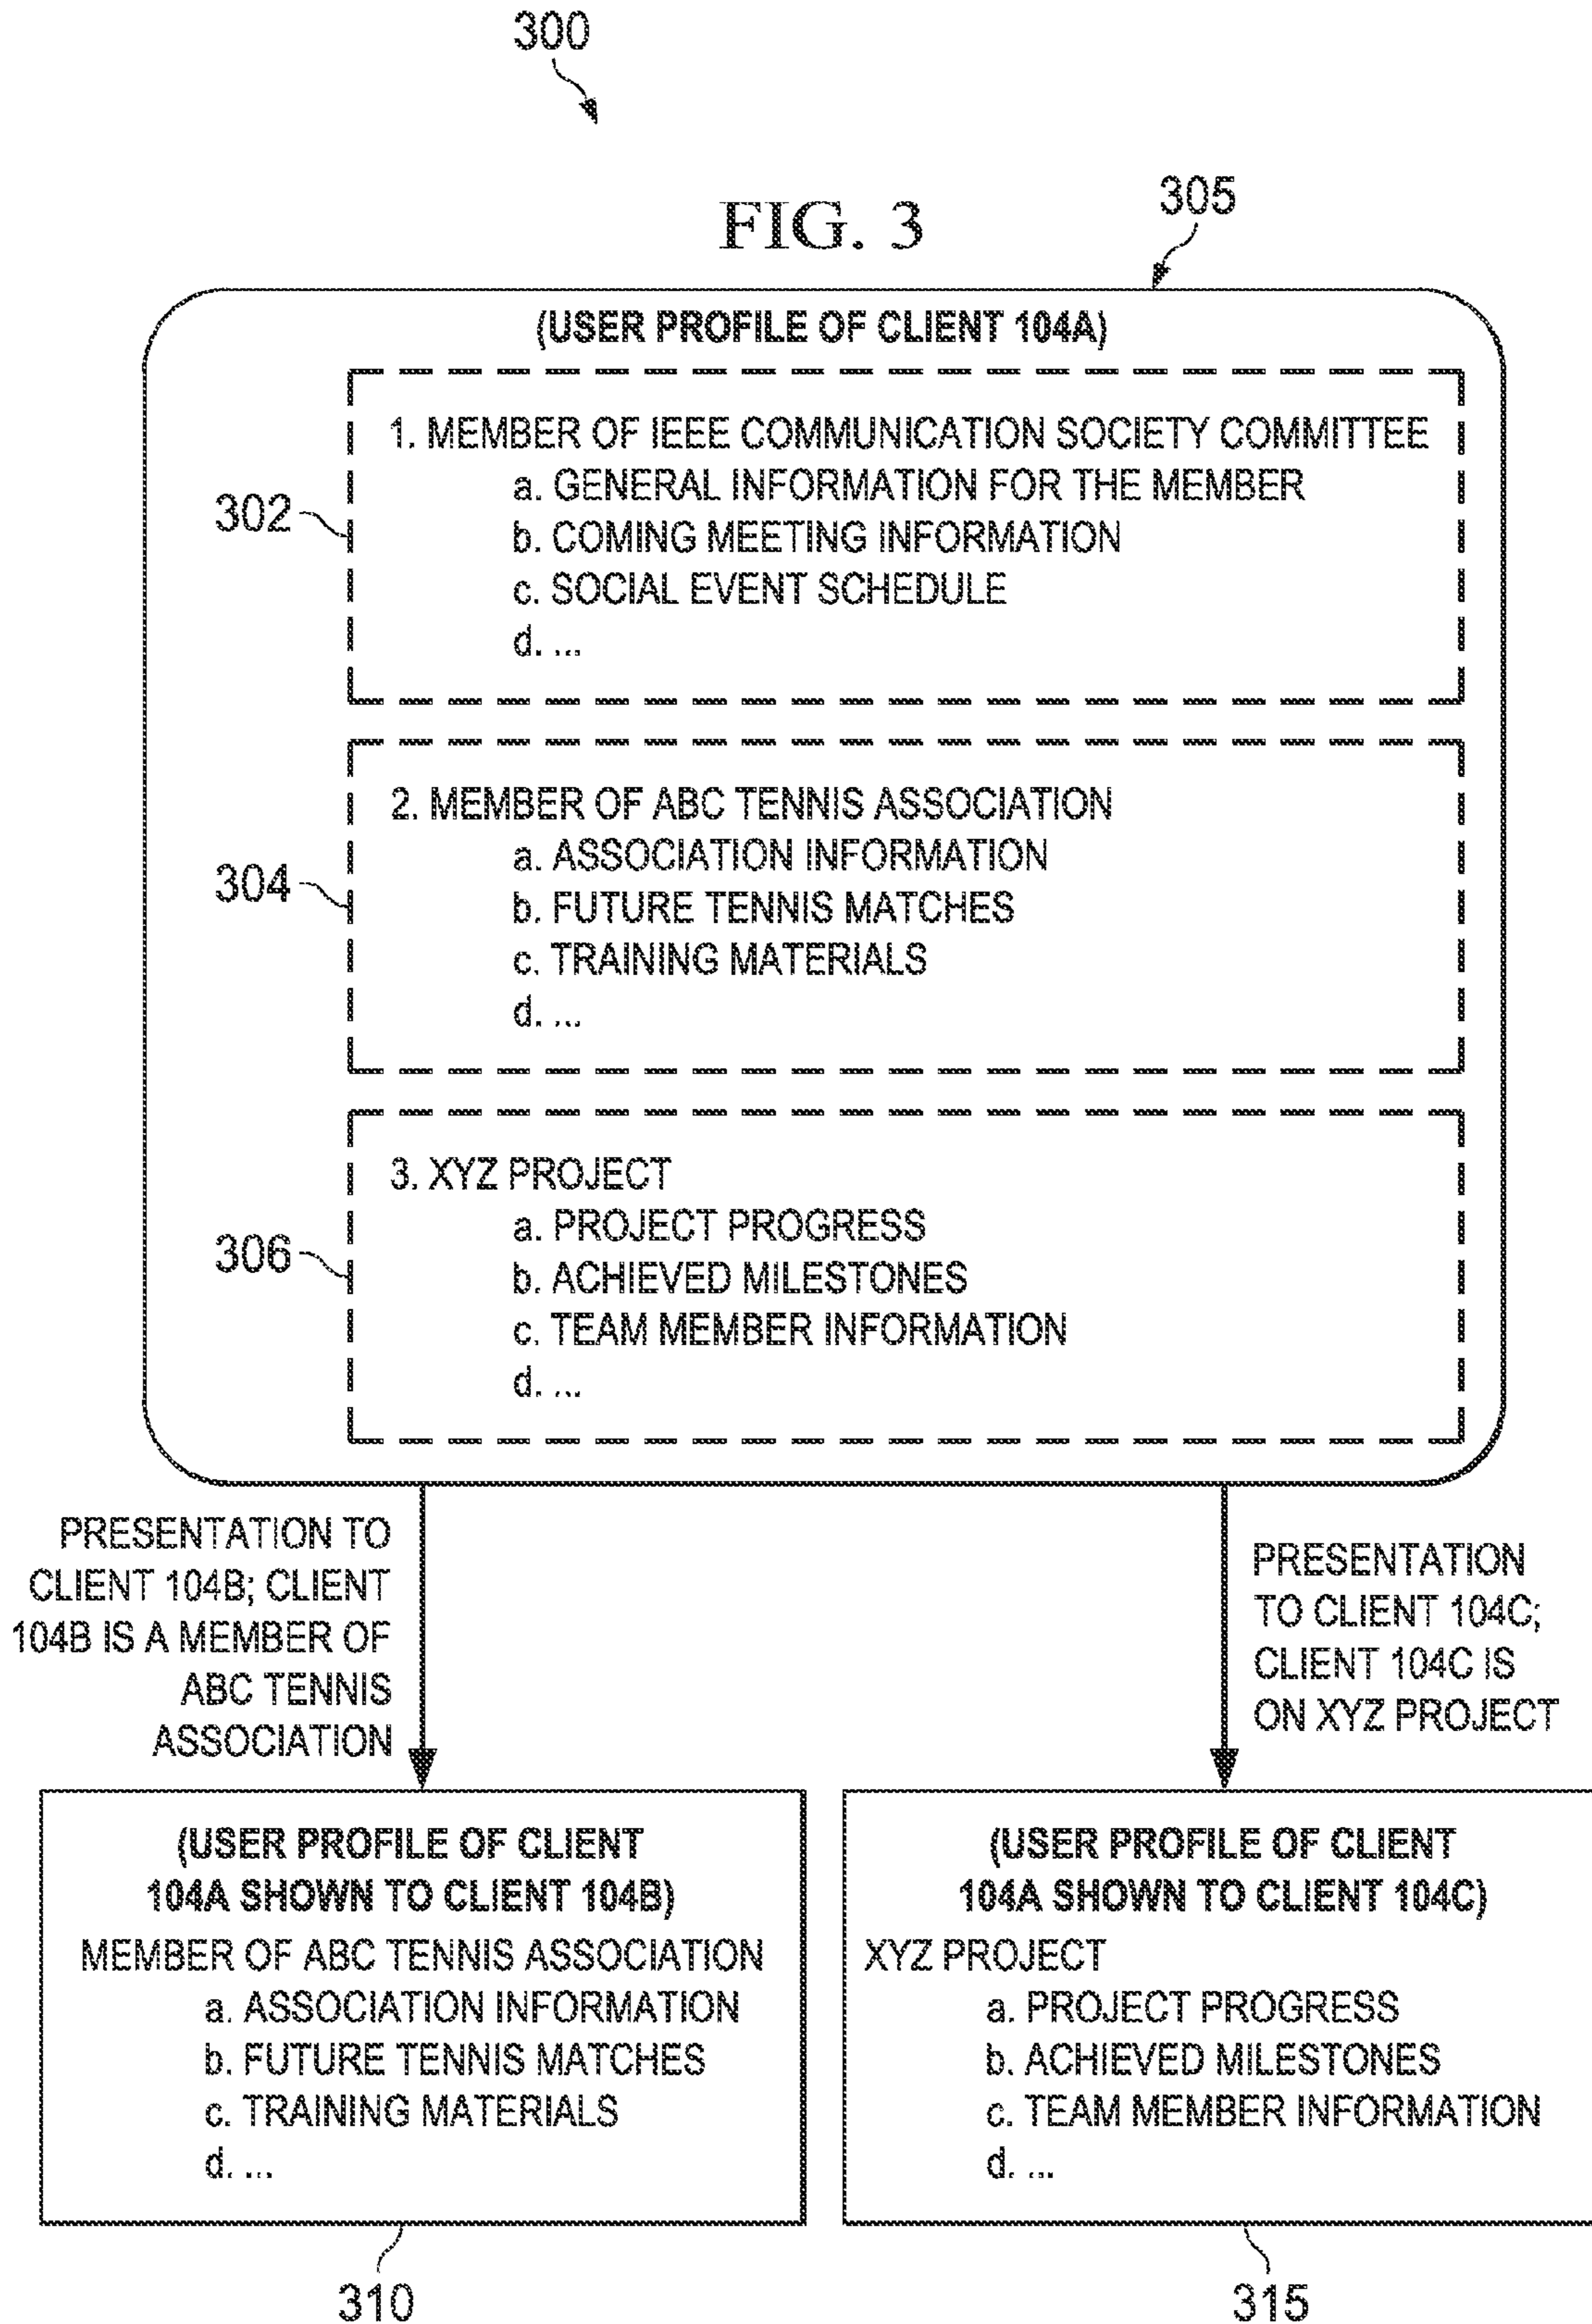 300
FIG. 3
305
(USER PROFILE OF CLIENT 104A)
302
1. MEMBER OF IEEE COMMUNICATION SOCIETY COMMITTEE
a. GENERAL INFORMATION FOR THE MEMBER
b. COMING MEETING INFORMATION
c. SOCIAL EVENT SCHEDULE
d. ...
304
2. MEMBER OF ABC TENNIS ASSOCIATION
a. ASSOCIATION INFORMATION
b. FUTURE TENNIS MATCHES
c. TRAINING MATERIALS
d. ...
306
3. XYZ PROJECT
a. PROJECT PROGRESS
b. ACHIEVED MILESTONES
c. TEAM MEMBER INFORMATION
d. ...
PRESENTATION TO
CLIENT 104B; CLIENT
104B IS A MEMBER OF
ABC TENNIS
ASSOCIATION
PRESENTATION
TO CLIENT 104C;
CLIENT 104C IS
ON XYZ PROJECT
(USER PROFILE OF CLIENT
104A SHOWN TO CLIENT 104B)
MEMBER OF ABC TENNIS ASSOCIATION
a. ASSOCIATION INFORMATION
b. FUTURE TENNIS MATCHES
c. TRAINING MATERIALS
d. ...
310
(USER PROFILE OF CLIENT
104A SHOWN TO CLIENT 104C)
XYZ PROJECT
a. PROJECT PROGRESS
b. ACHIEVED MILESTONES
c. TEAM MEMBER INFORMATION
d. ...
315